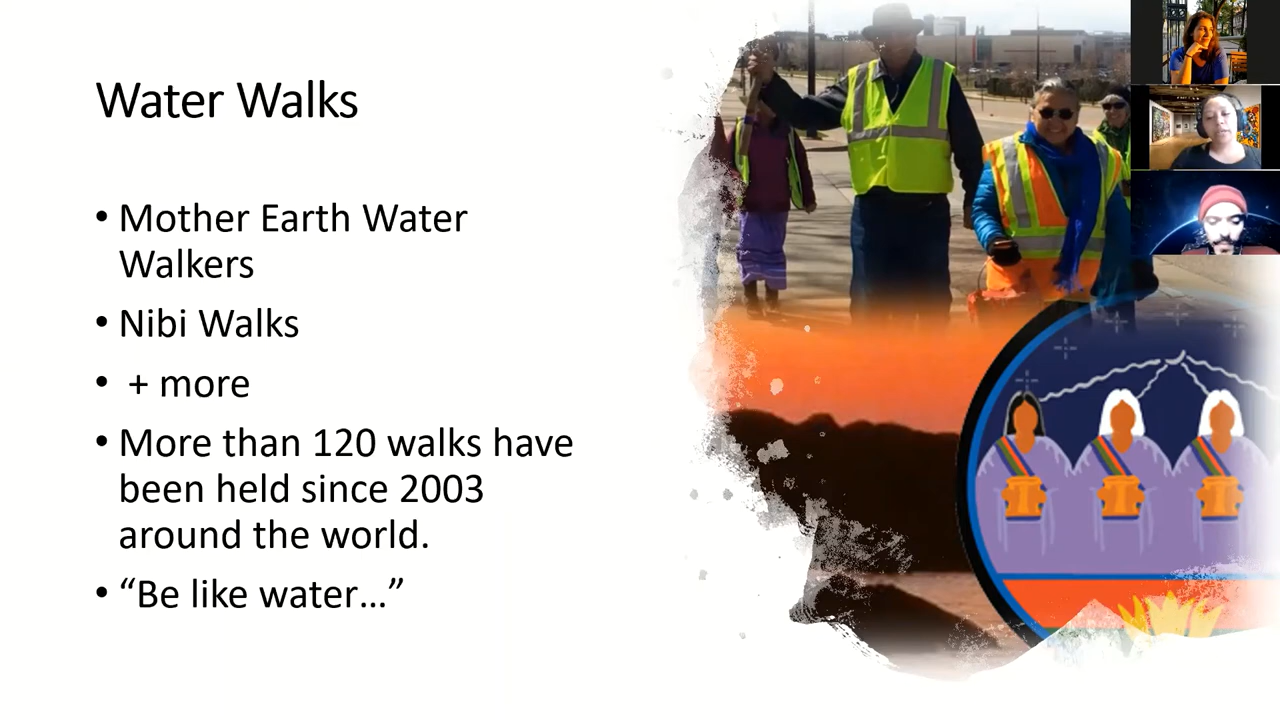 Water Walks
• Mother Earth Water
Walkers
• Nibi Walks
• + more
• More than 120 walks have
been held since 2003
around the world.
• “Be like water…”